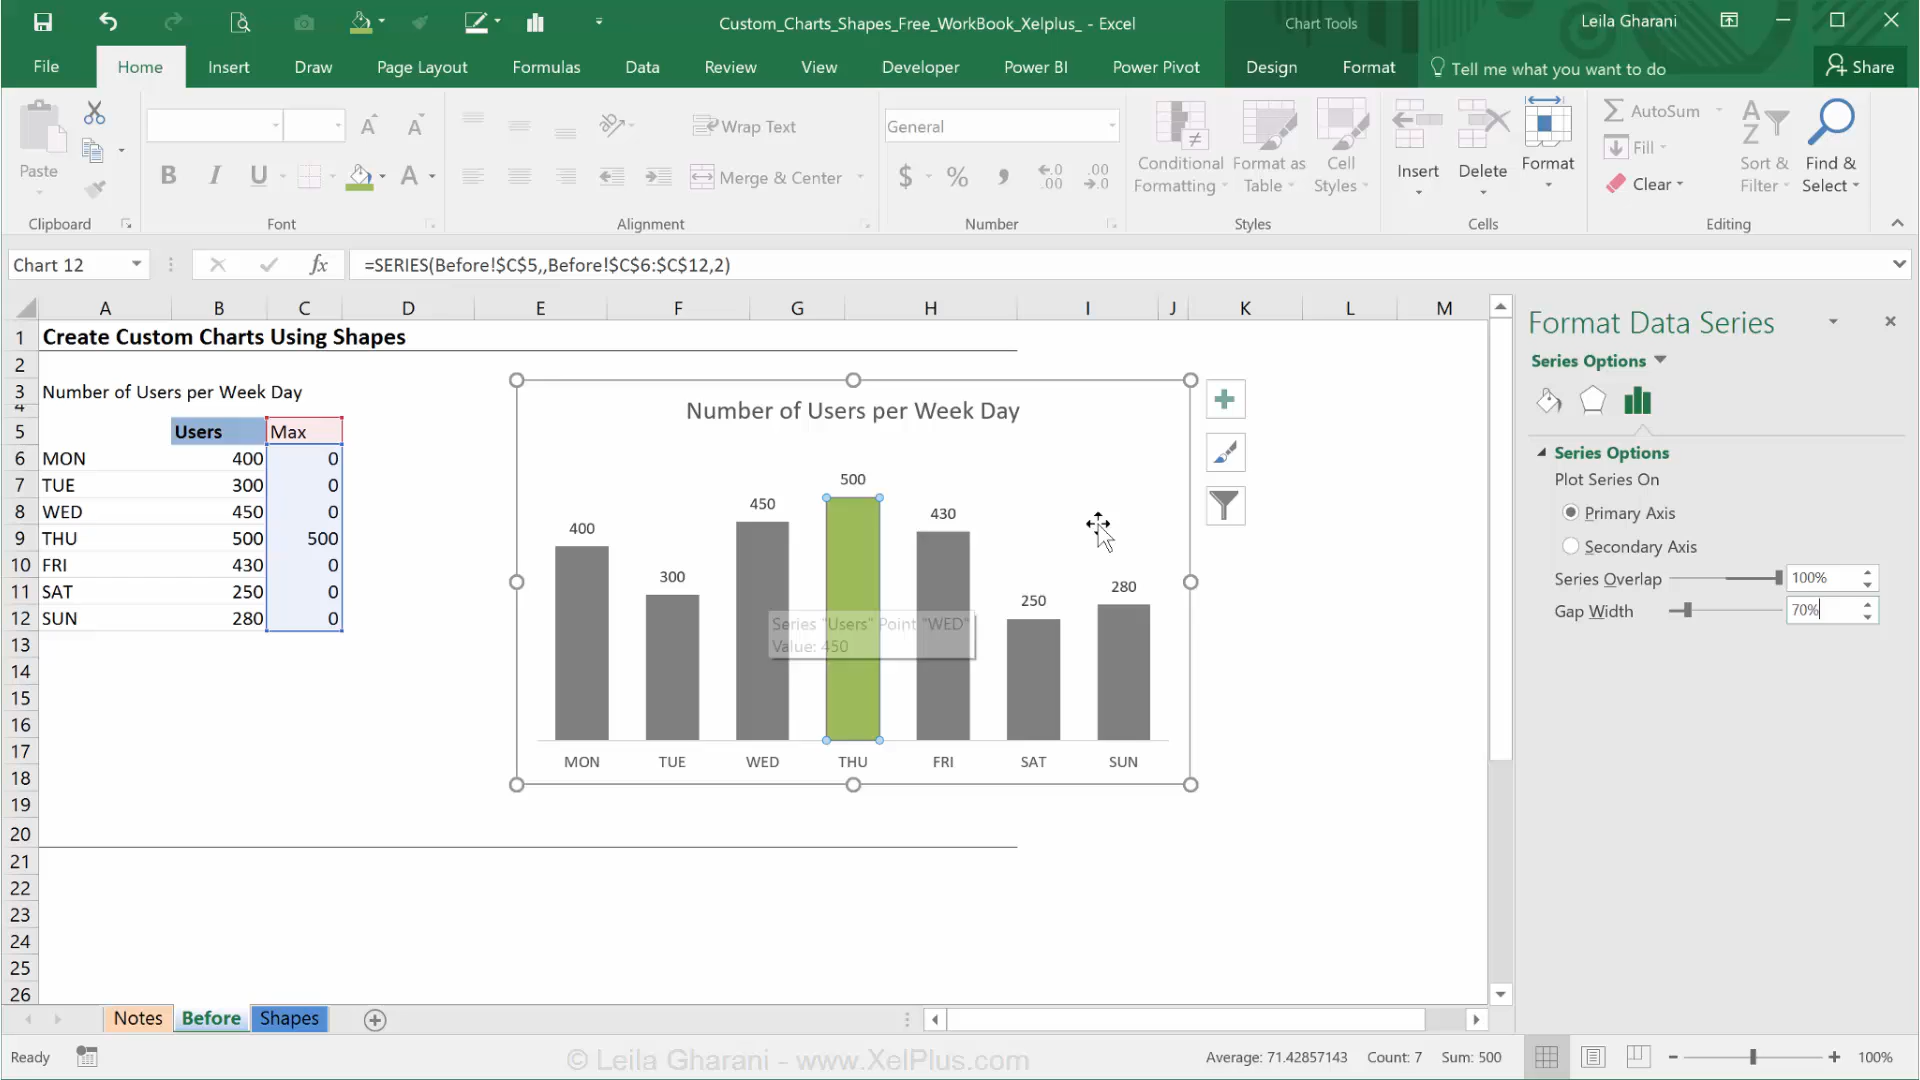 Custom_Charts_Shapes_Free_WorkBook_Xelplus_ - Excel
Chart Tools
Leila Gharani
File Home Insert Draw Page Layout Formulas Data Review View Developer Power BI Power Pivot Design Format Tell me what you want to do Share
Paste
Clipboard
B I U A
Font
Wrap Text
Merge & Center
Alignment
General
$ %
Number
Conditional Formatting
Format as Table
Cell Styles
Styles
Insert
Delete
Format
Cells
AutoSum
Fill
Clear
Sort & Filter
Find & Select
Editing
Chart 12
fx
=SERIES(Before!$C$5,,Before!$C$6:$C$12,2)
A B C D E F G H I J K L M
1 Create Custom Charts Using Shapes
2
3 Number of Users per Week Day
4
5 Users Max
6 MON 400 0
7 TUE 300 0
8 WED 450 0
9 THU 500 500
10 FRI 430 0
11 SAT 250 0
12 SUN 280 0
13
14
15
16
17
18
19
20
21
22
23
24
25
26
Number of Users per Week Day
400
300
450
500
430
250
280
Series "Users" Point "WED"
Value: 450
MON TUE WED THU FRI SAT SUN
Format Data Series
Series Options
Series Options
Plot Series On
Primary Axis
Secondary Axis
Series Overlap 100%
Gap Width 70%
Notes Before Shapes
Ready
© Leila Gharani - www.XelPlus.com
Average: 71.42857143 Count: 7 Sum: 500
100%